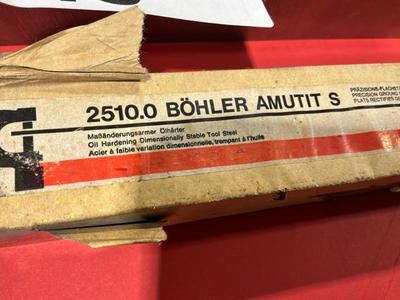 2510.0 BÖHLER AMUTIT S
Maßänderungsarmer Ölhärter
Oil Hardening Dimensionally Stable Tool Steel
Acier à faible variation dimensionnelle, trempant à l'huile
PRÄZISIONS-FLACHST
PRECISION GROUND
PLATS RECTIFIES DE